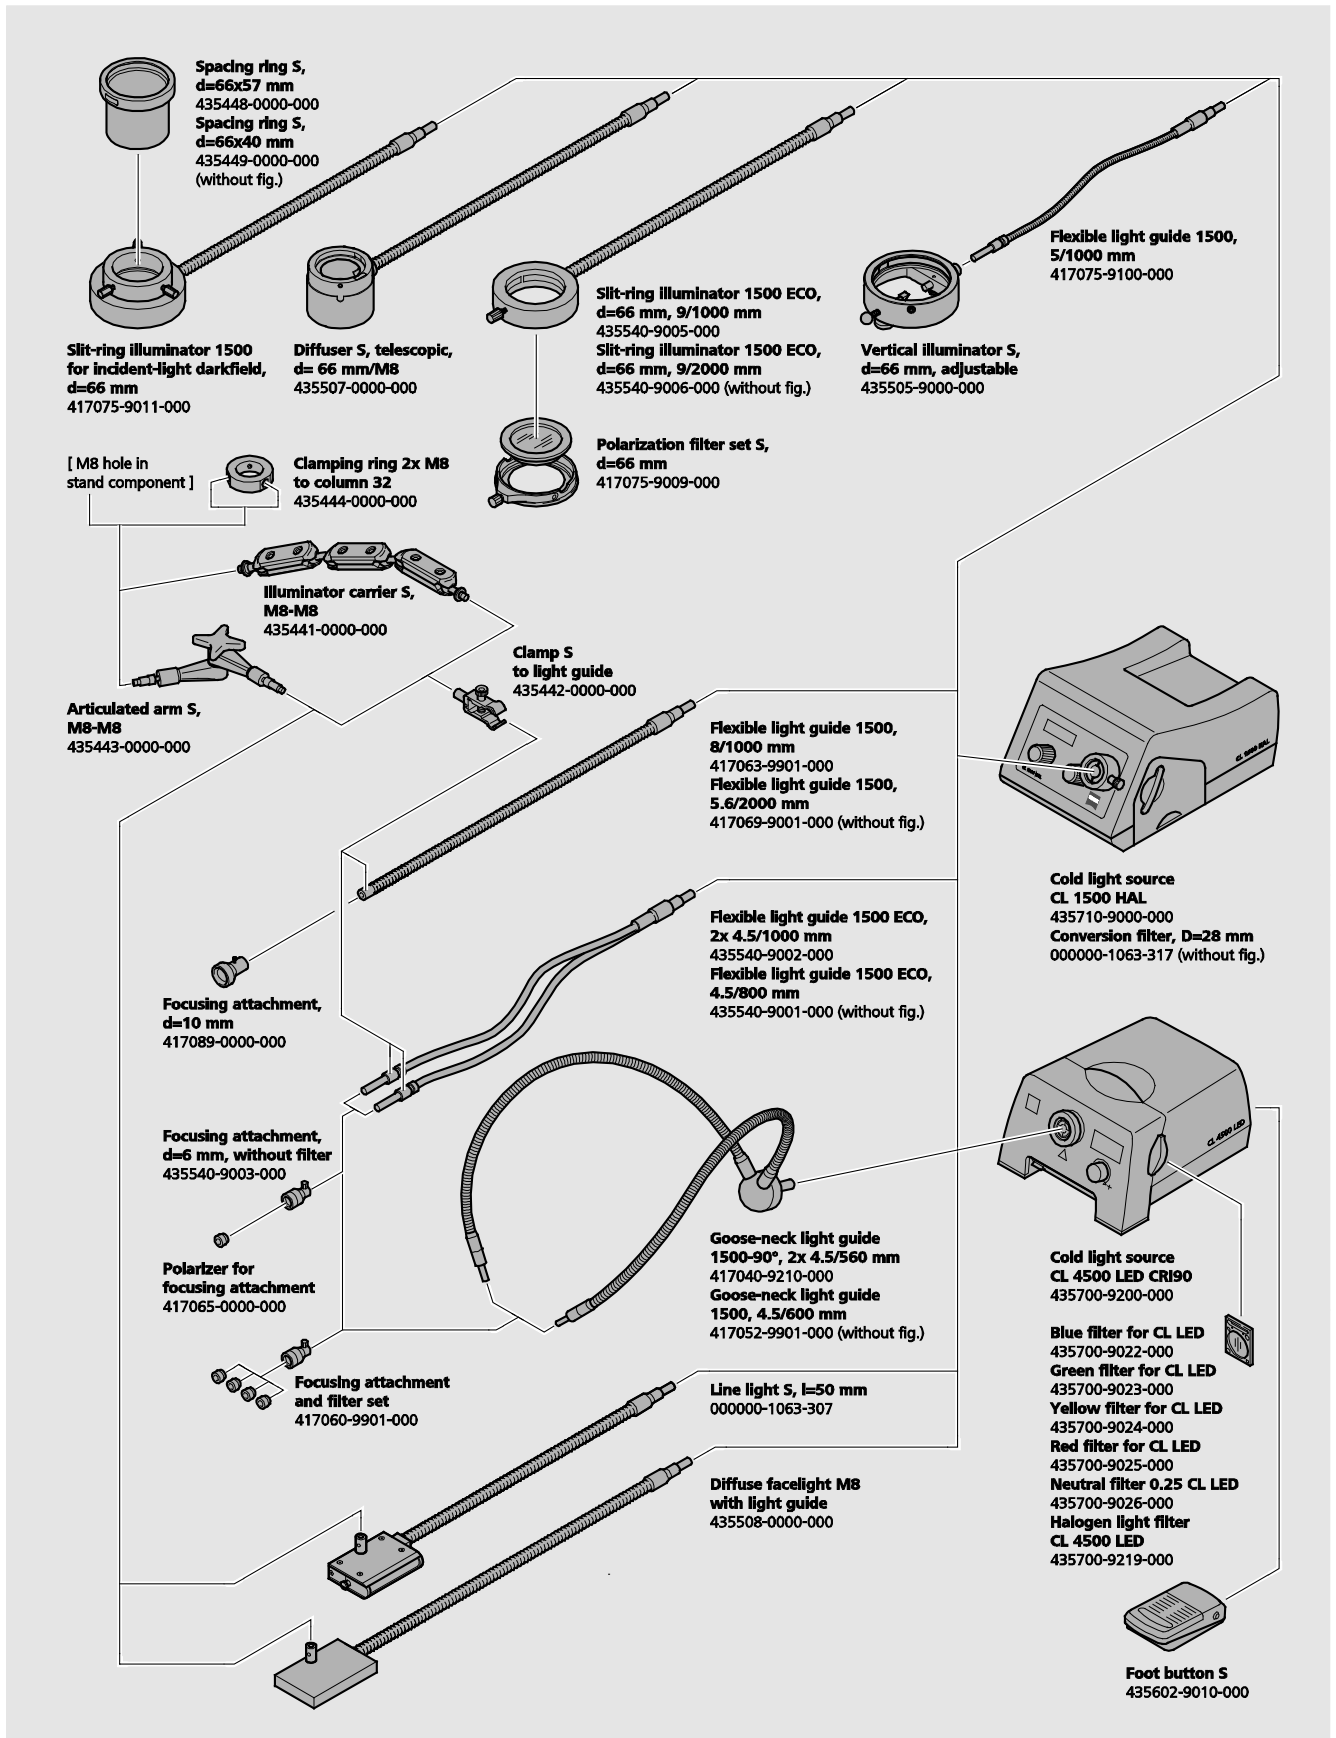 Spacing ring S,
d=66x57 mm
435448-0000-000
Spacing ring S,
d=66x40 mm
435449-0000-000
(without fig.)
Flexible light guide 1500,
5/1000 mm
417075-9100-000
Slit-ring illuminator 1500
for incident-light darkfield,
d=66 mm
417075-9011-000
Diffuser S, telescopic,
d= 66 mm/M8
435507-0000-000
Slit-ring illuminator 1500 ECO,
d=66 mm, 9/1000 mm
435540-9005-000
Slit-ring illuminator 1500 ECO,
d=66 mm, 9/2000 mm
435540-9006-000 (without fig.)
Vertical illuminator S,
d=66 mm, adjustable
435505-9000-000
[ M8 hole in
stand component ]
Clamping ring 2x M8
to column 32
435444-0000-000
Polarization filter set S,
d=66 mm
417075-9009-000
Illuminator carrier S,
M8-M8
435441-0000-000
Clamp S
to light guide
435442-0000-000
Articulated arm S,
M8-M8
435443-0000-000
Flexible light guide 1500,
8/1000 mm
417063-9901-000
Flexible light guide 1500,
5.6/2000 mm
417069-9001-000 (without fig.)
Cold light source
CL 1500 HAL
435710-9000-000
Conversion filter, D=28 mm
000000-1063-317 (without fig.)
Flexible light guide 1500 ECO,
2x 4.5/1000 mm
435540-9002-000
Flexible light guide 1500 ECO,
4.5/800 mm
435540-9001-000 (without fig.)
Focusing attachment,
d=10 mm
417089-0000-000
Focusing attachment,
d=6 mm, without filter
435540-9003-000
CL 4500 LED
Polarizer for
focusing attachment
417065-0000-000
Goose-neck light guide
1500-90°, 2x 4.5/560 mm
417040-9210-000
Goose-neck light guide
1500, 4.5/600 mm
417052-9901-000 (without fig.)
Cold light source
CL 4500 LED CRI90
435700-9200-000
Blue filter for CL LED
435700-9022-000
Green filter for CL LED
435700-9023-000
Yellow filter for CL LED
435700-9024-000
Red filter for CL LED
435700-9025-000
Neutral filter 0.25 CL LED
435700-9026-000
Halogen light filter
CL 4500 LED
435700-9219-000
Focusing attachment
and filter set
417060-9901-000
Line light S, l=50 mm
000000-1063-307
Diffuse facelight M8
with light guide
435508-0000-000
Foot button S
435602-9010-000